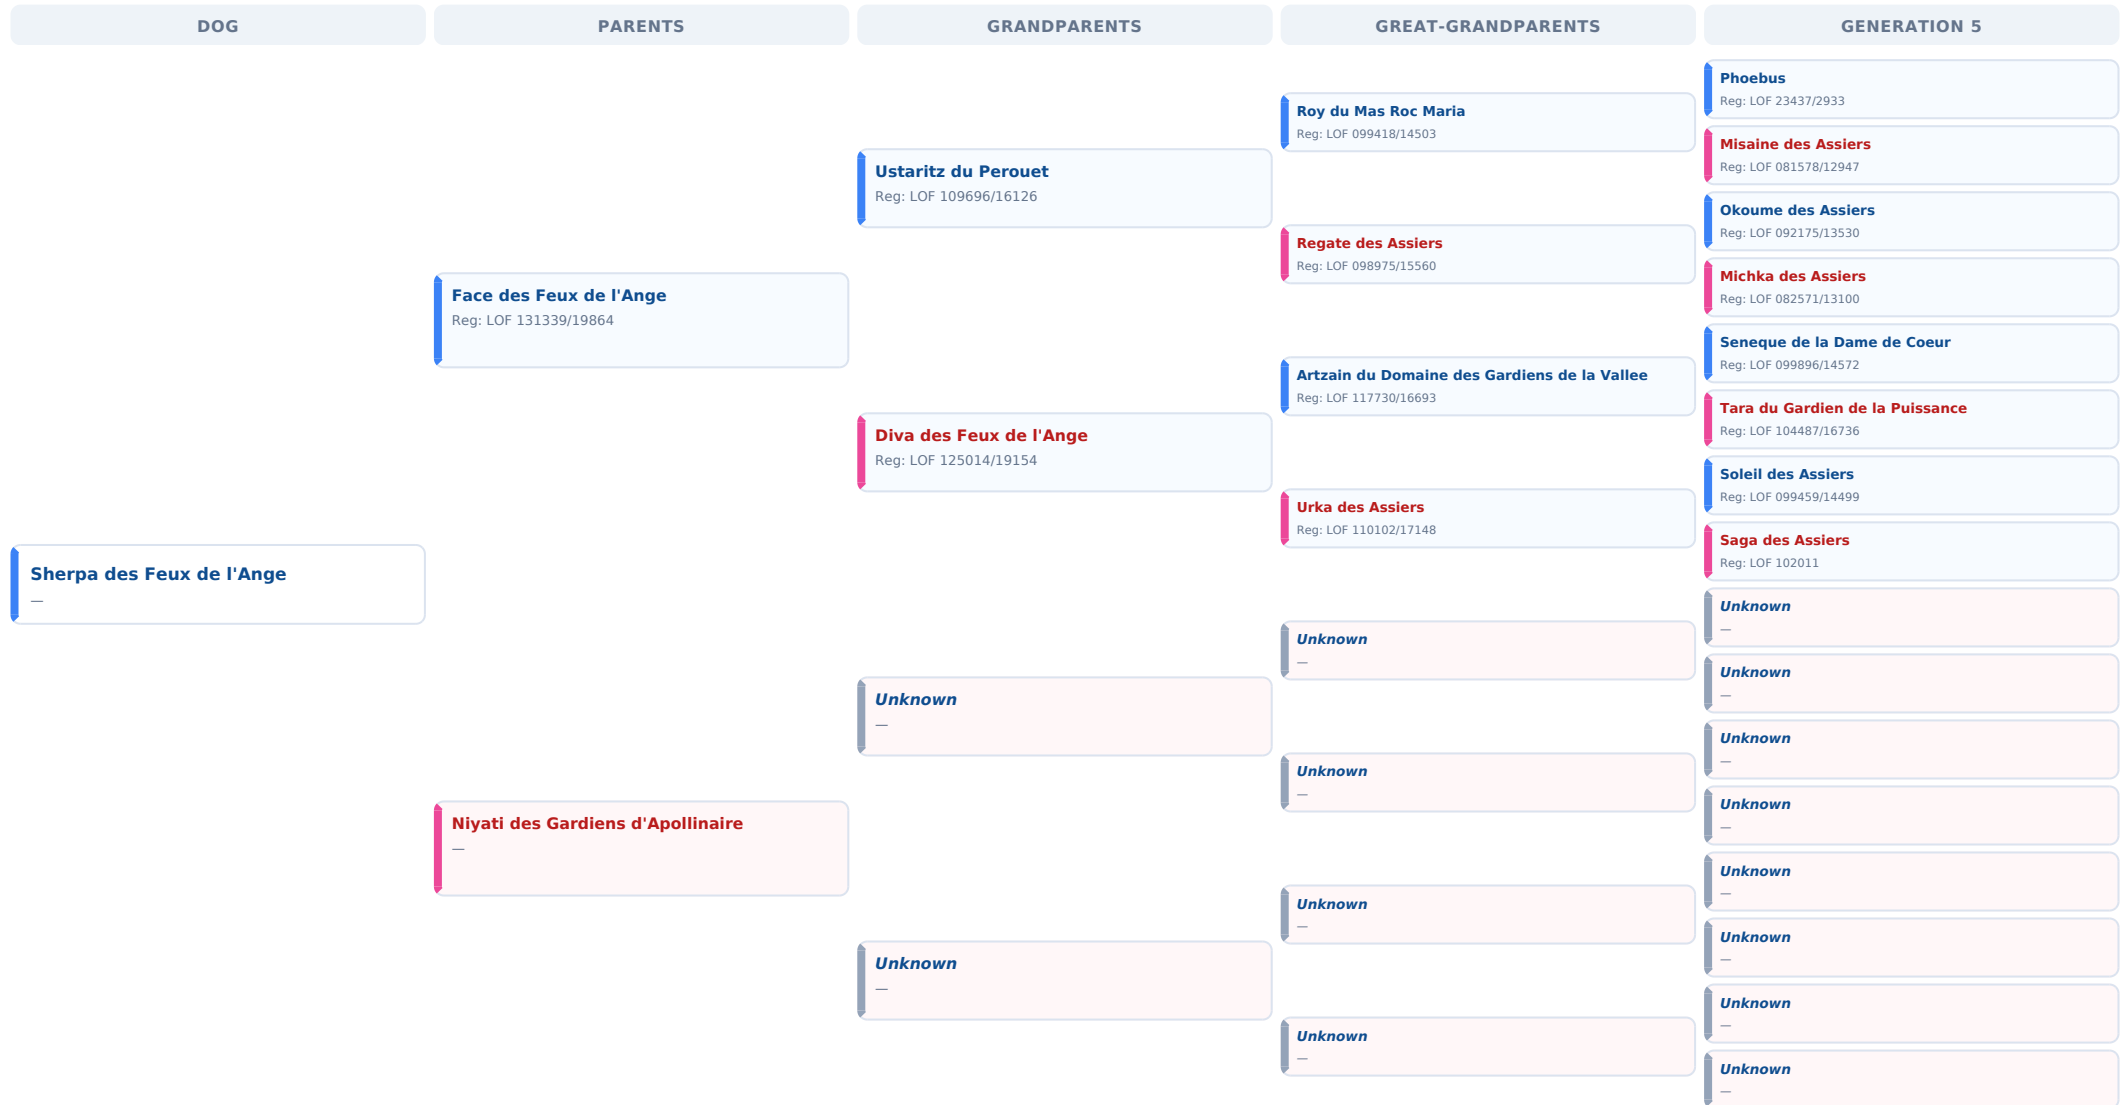 DOG
PARENTS
GRANDPARENTS
GREAT-GRANDPARENTS
GENERATION 5
Sherpa des Feux de l'Ange
—
Face des Feux de l'Ange
Reg: LOF 131339/19864
Niyati des Gardiens d'Apollinaire
—
Ustaritz du Perouet
Reg: LOF 109696/16126
Diva des Feux de l'Ange
Reg: LOF 125014/19154
Unknown
—
Unknown
—
Roy du Mas Roc Maria
Reg: LOF 099418/14503
Regate des Assiers
Reg: LOF 098975/15560
Artzain du Domaine des Gardiens de la Vallee
Reg: LOF 117730/16693
Urka des Assiers
Reg: LOF 110102/17148
Unknown
—
Unknown
—
Unknown
—
Unknown
—
Phoebus
Reg: LOF 23437/2933
Misaine des Assiers
Reg: LOF 081578/12947
Okoume des Assiers
Reg: LOF 092175/13530
Michka des Assiers
Reg: LOF 082571/13100
Seneque de la Dame de Coeur
Reg: LOF 099896/14572
Tara du Gardien de la Puissance
Reg: LOF 104487/16736
Soleil des Assiers
Reg: LOF 099459/14499
Saga des Assiers
Reg: LOF 102011
Unknown
—
Unknown
—
Unknown
—
Unknown
—
Unknown
—
Unknown
—
Unknown
—
Unknown
—